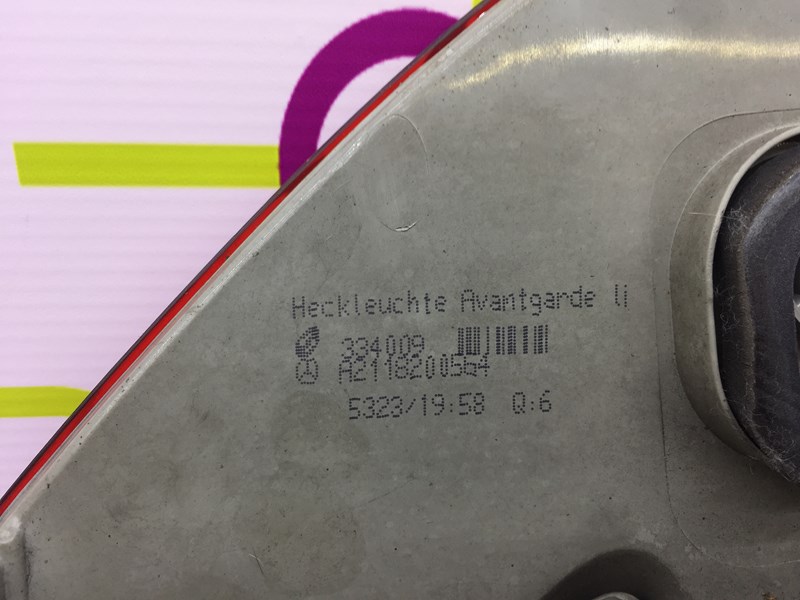 Heckleuchte Avantgarde li
334009
A2118200564
5323/19:58 Q:6